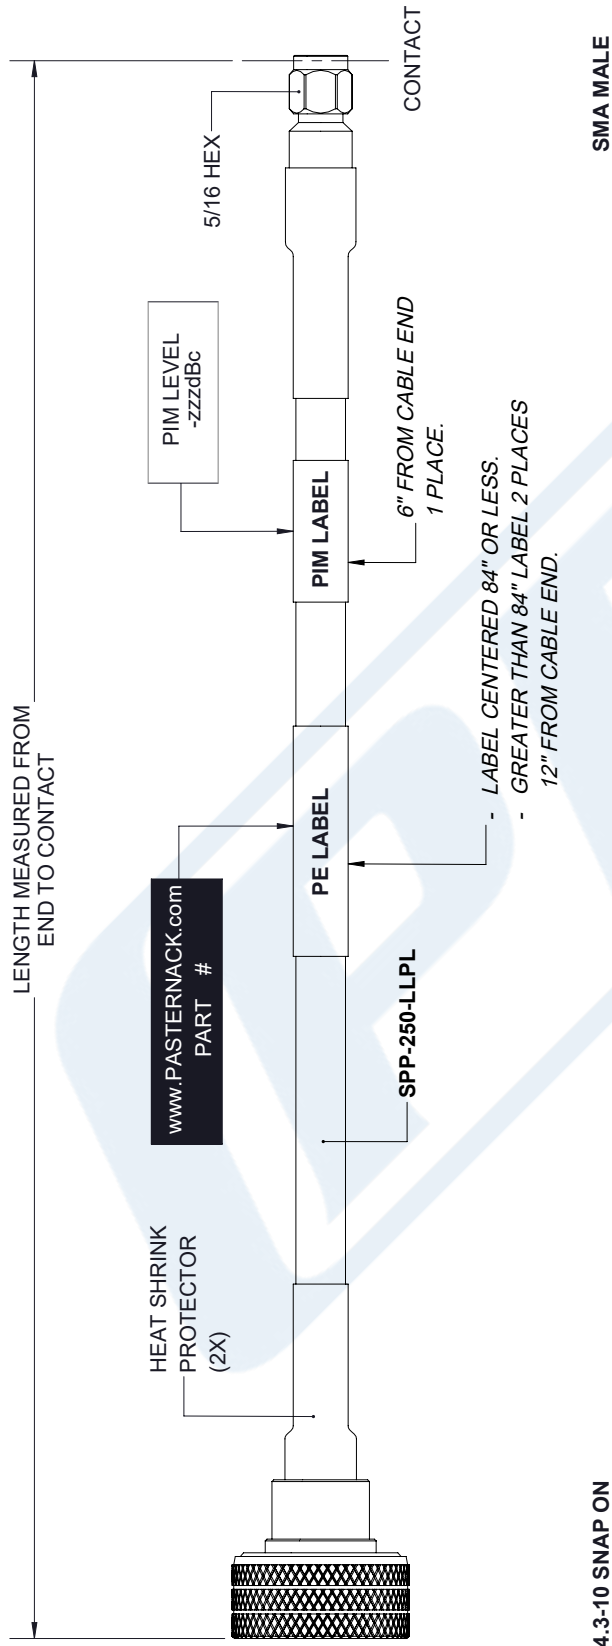 LENGTH MEASURED FROM
END TO CONTACT
HEAT SHRINK
PROTECTOR
(2X)
www.PASTERNACK.com
PART #
PIM LEVEL
-zzzdBc
5/16 HEX
PE LABEL
PIM LABEL
SPP-250-LLPL
- LABEL CENTERED 84" OR LESS.
- GREATER THAN 84" LABEL 2 PLACES
12" FROM CABLE END.
6" FROM CABLE END
1 PLACE.
CONTACT
4.3-10 SNAP ON
SMA MALE